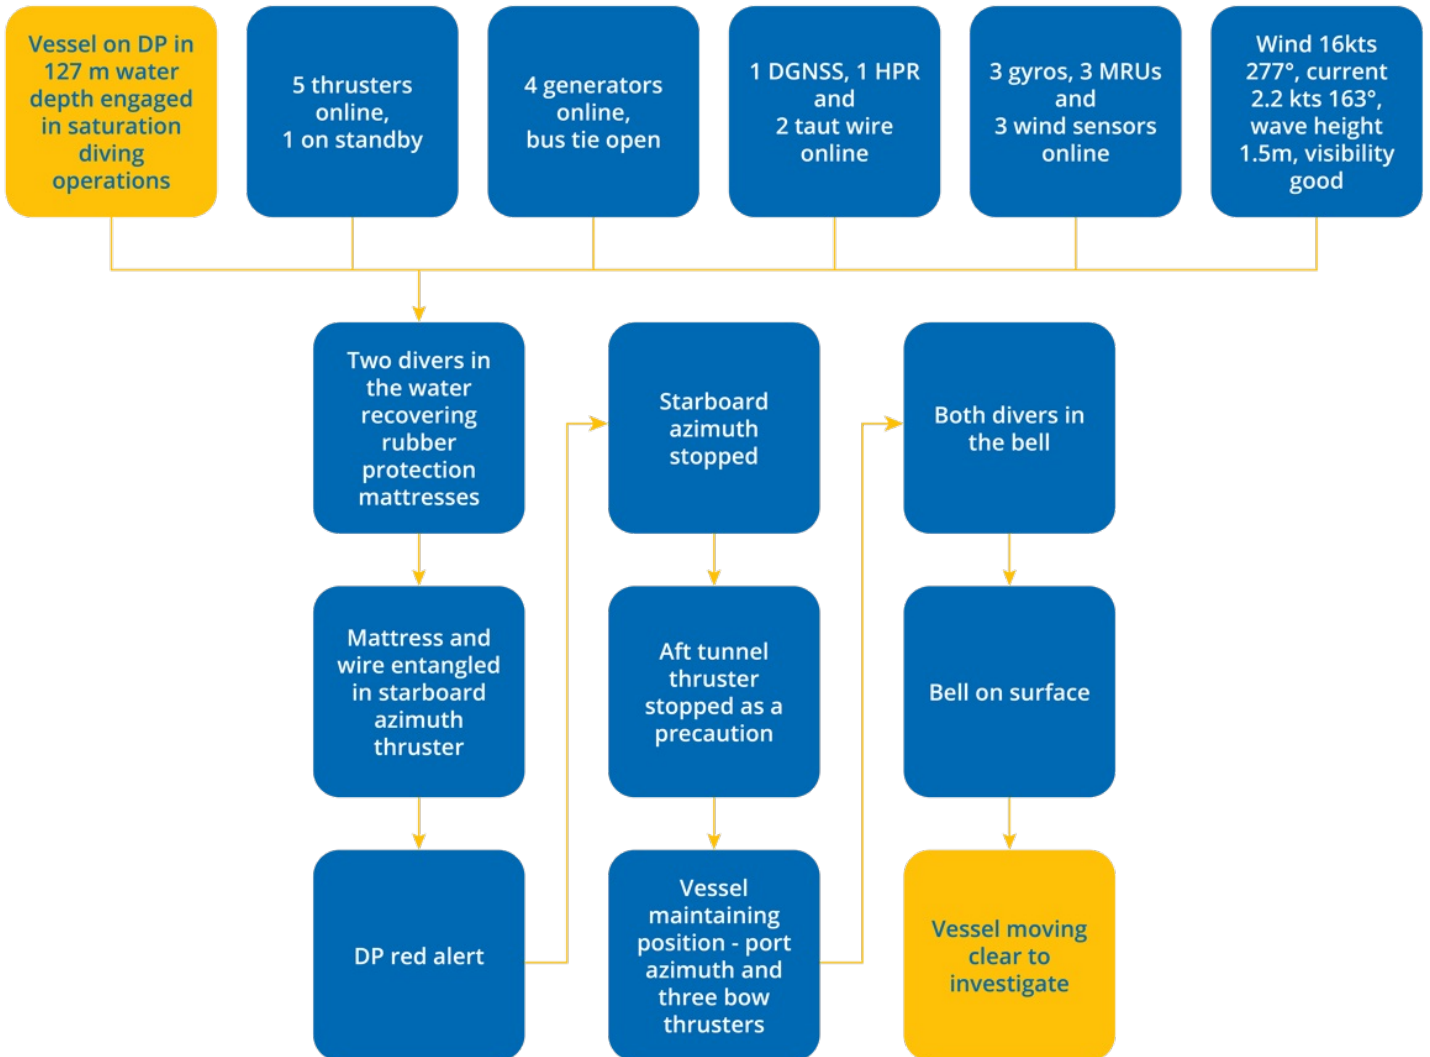 Vessel on DP in
127 m water
depth engaged
in saturation
diving
operations
5 thrusters
online,
1 on standby
4 generators
online,
bus tie open
1 DGNSS, 1 HPR
and
2 taut wire
online
3 gyros, 3 MRUs
and
3 wind sensors
online
Wind 16kts
277°, current
2.2 kts 163°,
wave height
1.5m, visibility
good
Two divers in
the water
recovering
rubber
protection
mattresses
Mattress and
wire entangled
in starboard
azimuth
thruster
DP red alert
Starboard
azimuth
stopped
Aft tunnel
thruster
stopped as a
precaution
Vessel
maintaining
position - port
azimuth and
three bow
thrusters
Both divers in
the bell
Bell on surface
Vessel moving
clear to
investigate